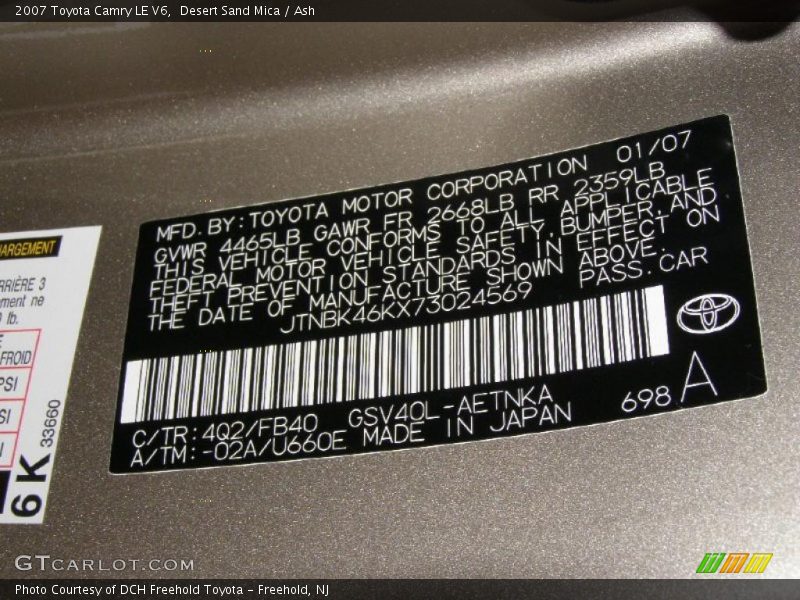 2007 Toyota Camry LE V6,  Desert Sand Mica / Ash
MFD. BY: TOYOTA MOTOR CORPORATION 01/07
GVWR 4465LB GAWR FR 2668LB RR 2359LB
THIS VEHICLE CONFORMS TO ALL APPLICABLE
FEDERAL MOTOR VEHICLE SAFETY, BUMPER, AND
THEFT PREVENTION STANDARDS IN EFFECT ON
THE DATE OF MANUFACTURE SHOWN ABOVE.
JTNBK46KX73024569 PASS. CAR
C/TR: 4Q2/FB40 GSV40L-AETNKA
A/TM: -02A/U660E MADE IN JAPAN 698 A
ARGEMENT
RRIÈRE 3
ment ne
lb.
E
FROID
PSI
SI
6K 33660
GTCARLOT.COM
Photo Courtesy of DCH Freehold Toyota - Freehold, NJ